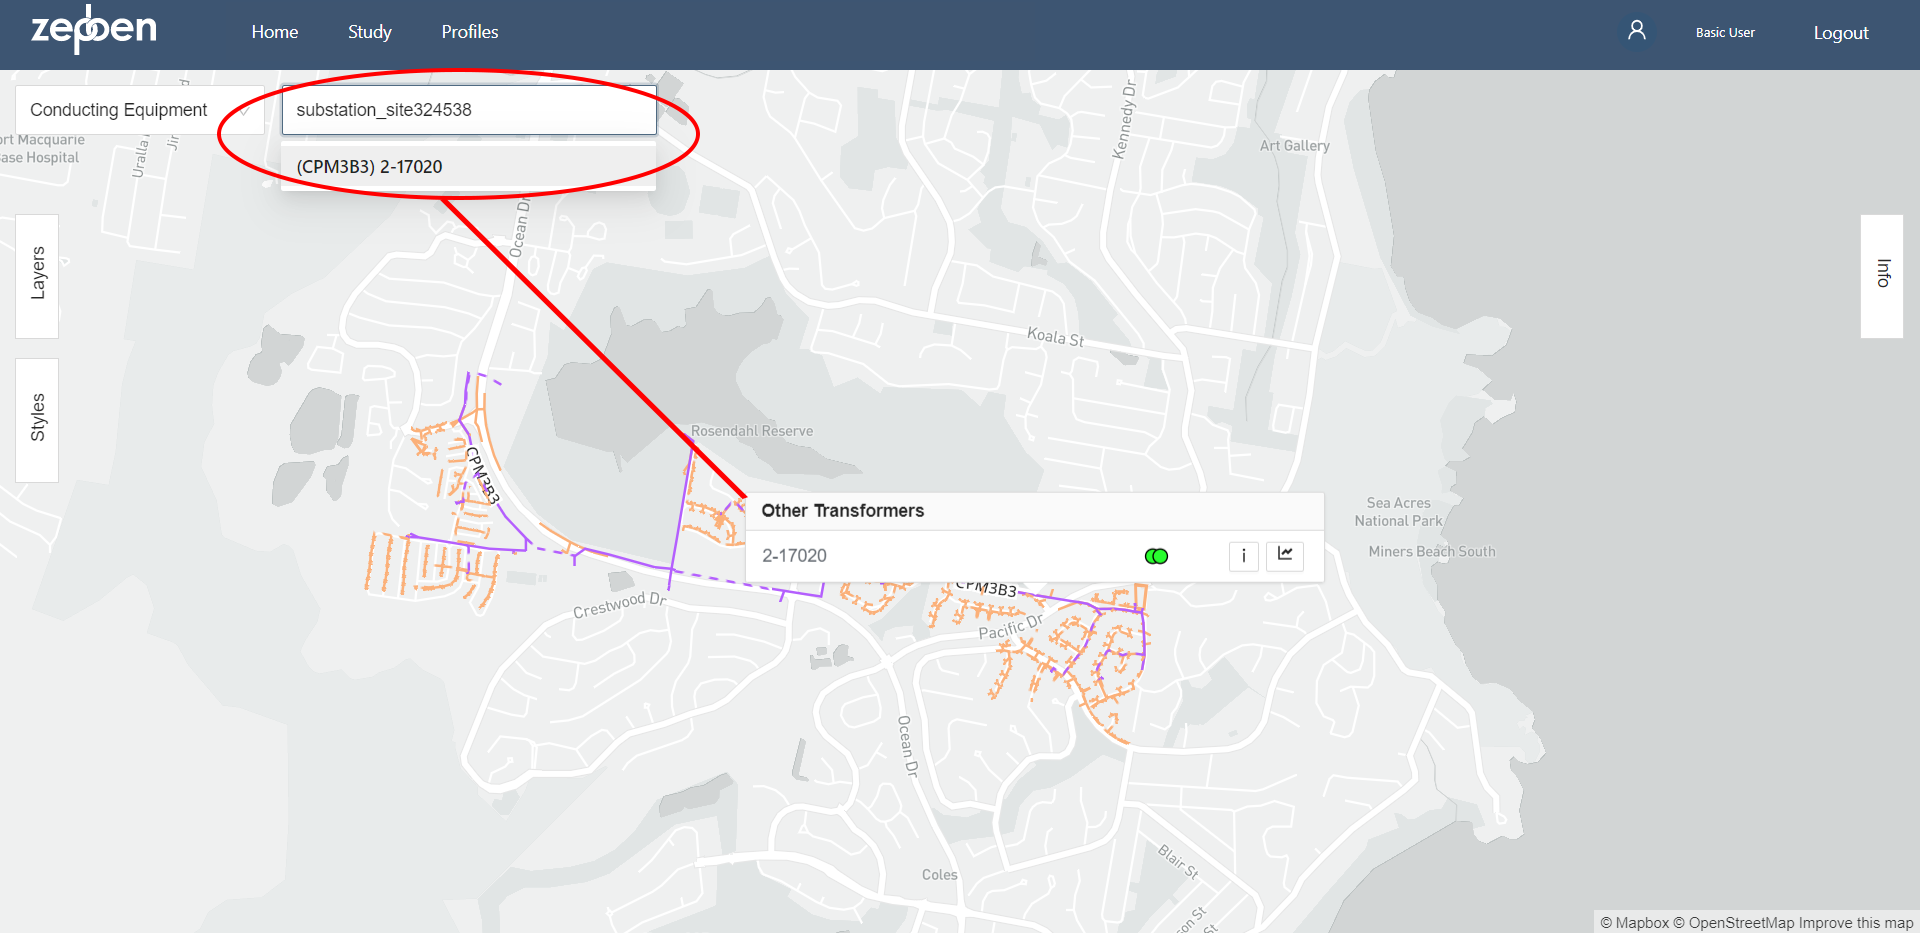 zepben
Home
Study
Profiles
Basic User
Logout
Conducting Equipment
substation_site324538
(CPM3B3) 2-17020
ort Macquarie
ase Hospital
Uralla
Kennedy Dr
Art Gallery
Ocean Dr
Layers
Info
Koala St
Styles
Rosendahl Reserve
CPM3B3
Other Transformers
2-17020
i
Sea Acres
National Park
Miners Beach South
CPM3B3
Crestwood Dr
Pacific Dr
Ocean Dr
Blair St
Coles
son St
St
© Mapbox © OpenStreetMap Improve this map